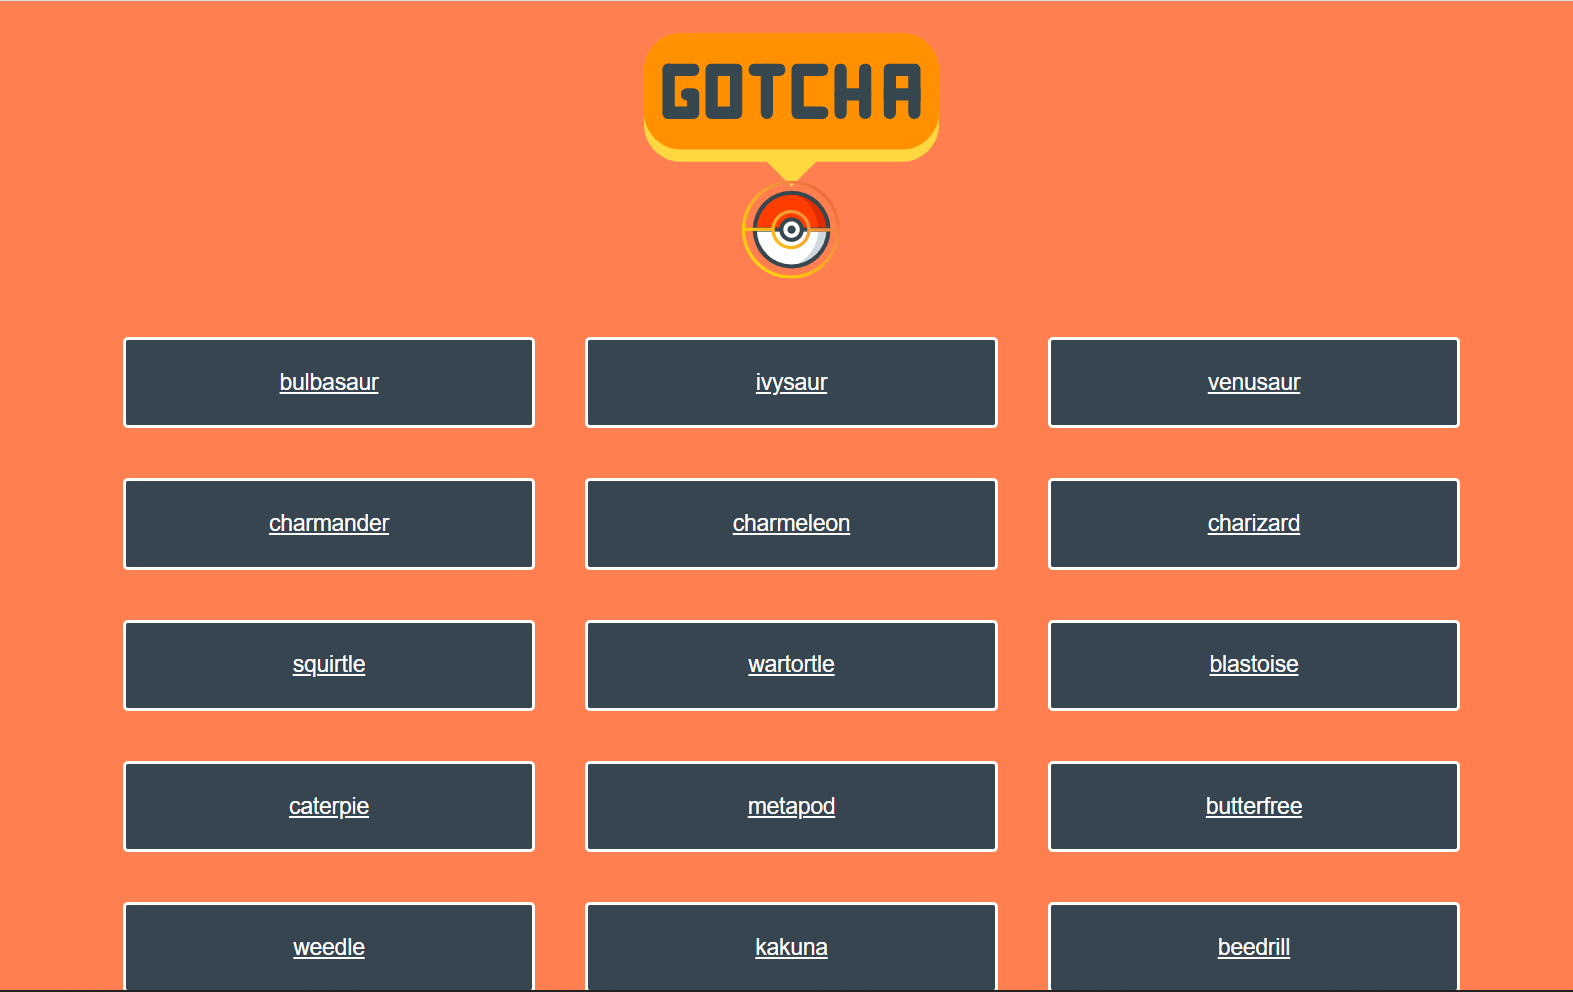 GOTCHA
bulbasaur
ivysaur
venusaur
charmander
charmeleon
charizard
squirtle
wartortle
blastoise
caterpie
metapod
butterfree
weedle
kakuna
beedrill